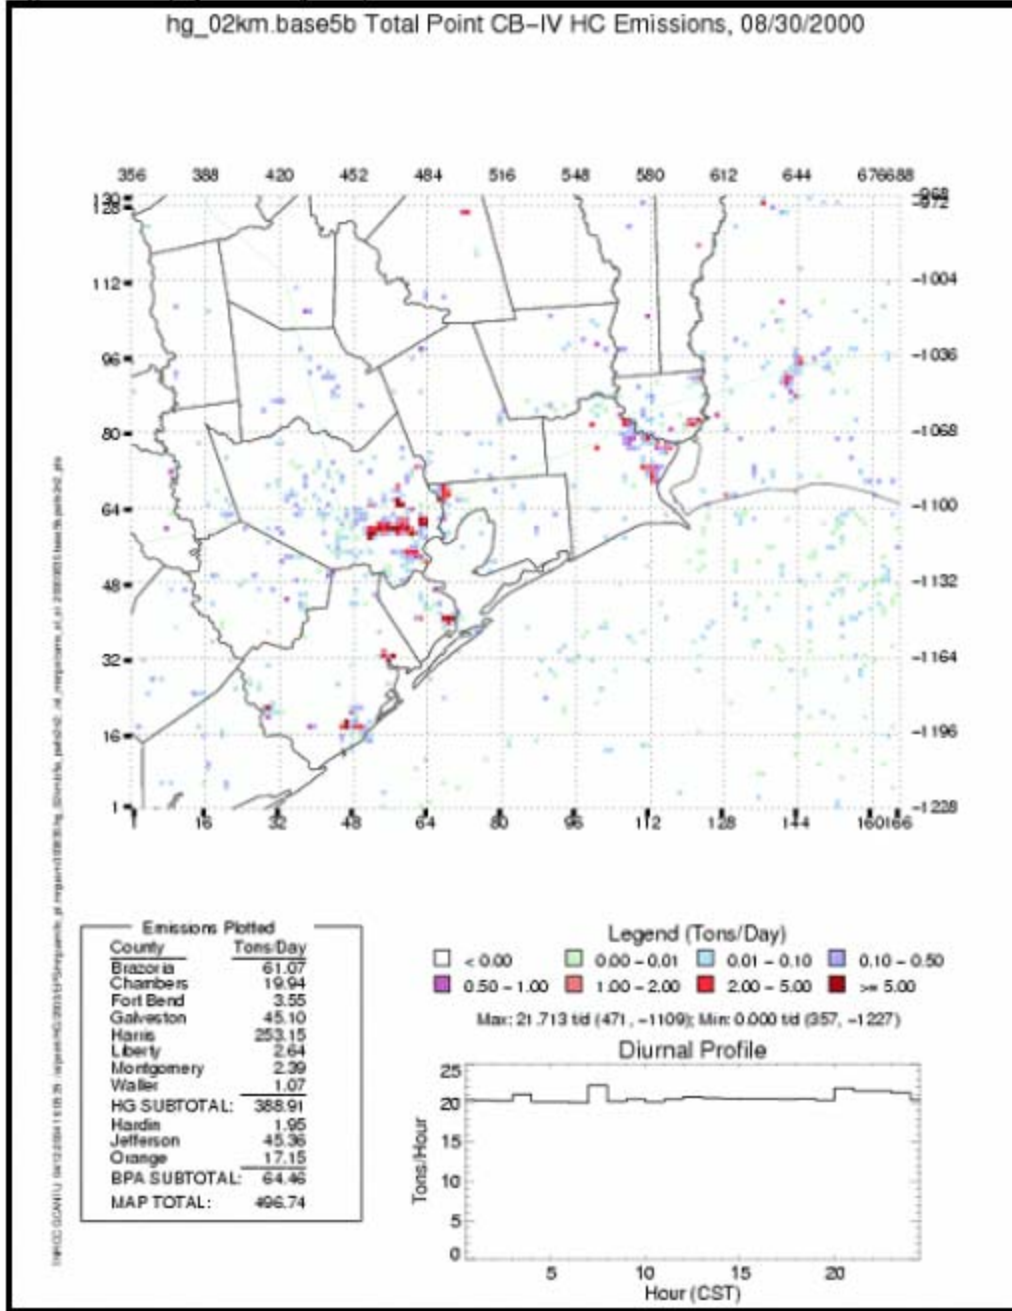 hg_02km.base5b Total Point CB-IV HC Emissions, 08/30/2000
356 388 420 452 484 516 548 580 612 644 676688
130 -968
128 -972
112 -1004
96 -1036
80 -1068
64 -1100
48 -1132
32 -1164
16 -1196
1 -1228
1 16 32 48 64 80 96 112 128 144 160166
Emissions Plotted
County Tons/Day
Brazoria 61.07
Chambers 19.94
Fort Bend 3.55
Galveston 45.10
Harris 253.15
Liberty 2.64
Montgomery 2.39
Waller 1.07
HG SUBTOTAL: 388.91
Hardin 1.95
Jefferson 45.36
Orange 17.15
BPA SUBTOTAL: 64.46
MAP TOTAL: 496.74
Legend (Tons/Day)
< 0.00 0.00 - 0.01 0.01 - 0.10 0.10 - 0.50
0.50 - 1.00 1.00 - 2.00 2.00 - 5.00 >= 5.00
Max: 21.713 t/d (471, -1109); Min: 0.000 t/d (357, -1227)
Diurnal Profile
Tons/Hour
25
20
15
10
5
0
5 10 15 20
Hour (CST)